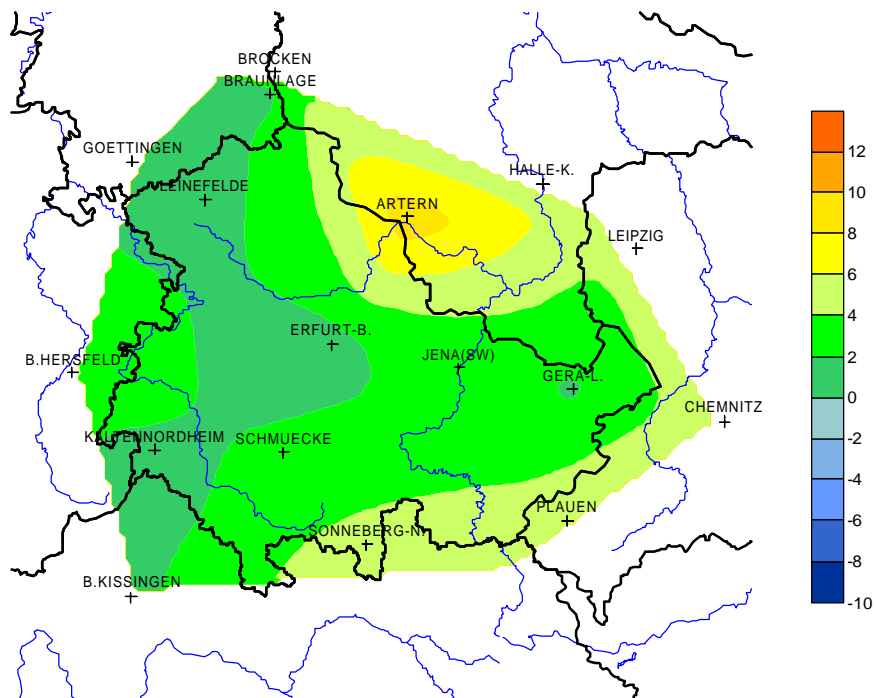 BROCKEN
BRAUNLAGE
GOETTINGEN
HALLE-K.
LEINEFELDE
ARTERN
LEIPZIG
ERFURT-B.
JENA(SW)
B.HERSFELD
GERA-L.
CHEMNITZ
KALTENNORDHEIM
SCHMUECKE
PLAUEN
SONNEBERG-N
B.KISSINGEN
12
10
8
6
4
2
0
-2
-4
-6
-8
-10